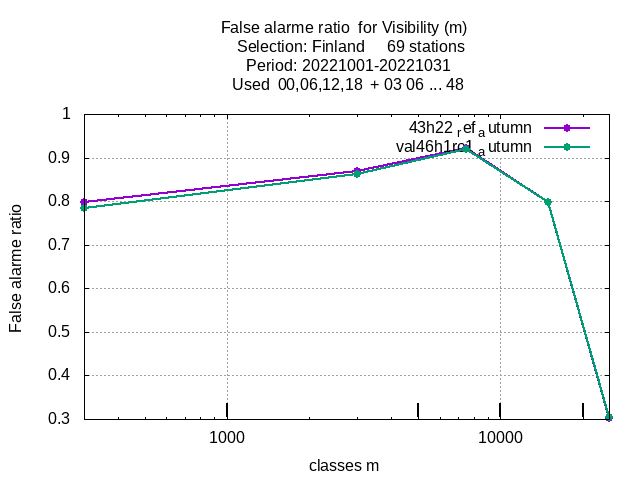 False alarme ratio for Visibility (m)
Selection: Finland 69 stations
Period: 20221001-20221031
Used 00,06,12,18 + 03 06 ... 48
43h22refautumn
val46h1rc1autumn
1
0.9
0.8
0.7
0.6
0.5
0.4
0.3
False alarme ratio
1000
10000
classes m